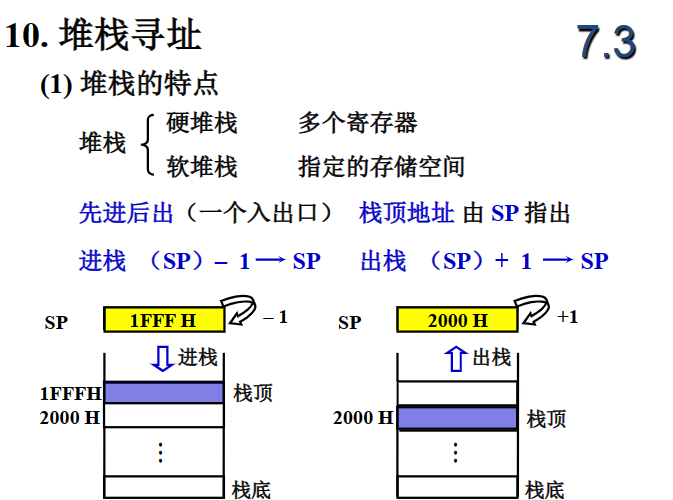 10. 堆栈寻址
7.3
(1) 堆栈的特点
堆栈
硬堆栈 多个寄存器
软堆栈 指定的存储空间
先进后出（一个入出口） 栈顶地址 由 SP 指出
进栈 （SP）– 1 → SP 出栈 （SP）+ 1 → SP
SP 1FFF H – 1 SP 2000 H +1
进栈 出栈
1FFFH 栈顶
2000 H 2000 H 栈顶
⋮ ⋮
栈底 栈底